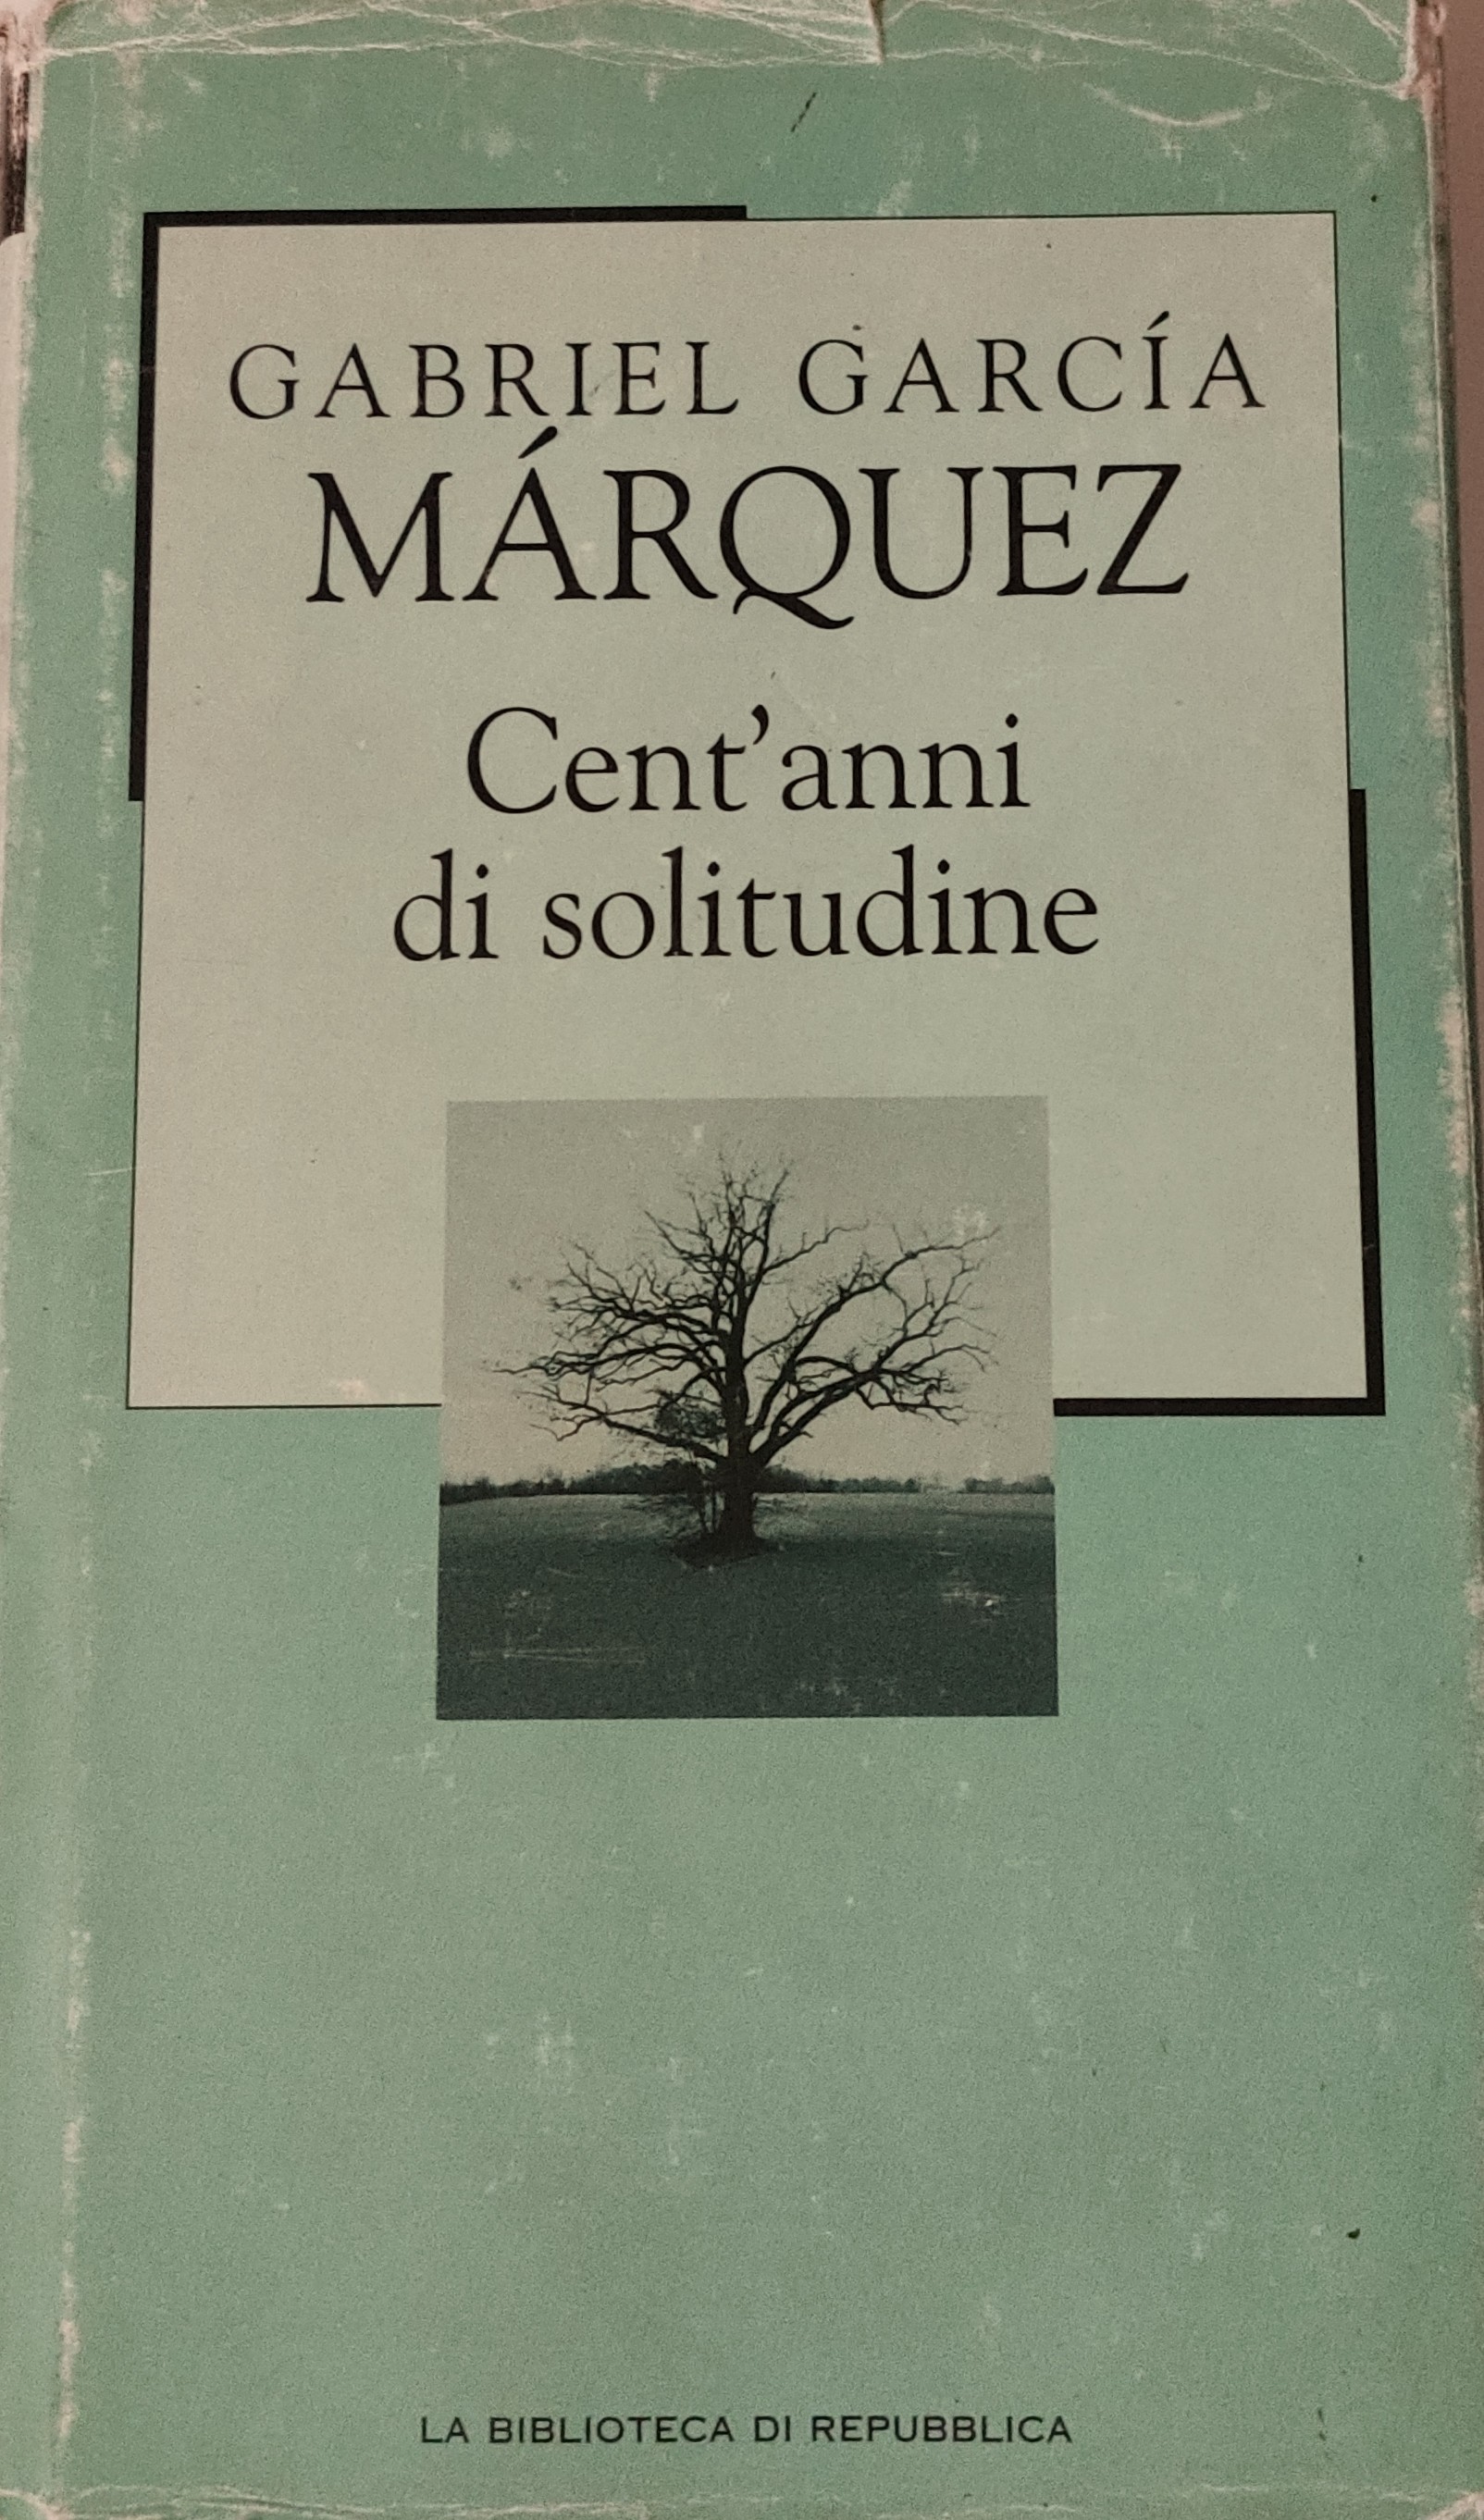 GABRIEL GARCÍA
MÁRQUEZ
Cent’anni
di solitudine
LA BIBLIOTECA DI REPUBBLICA